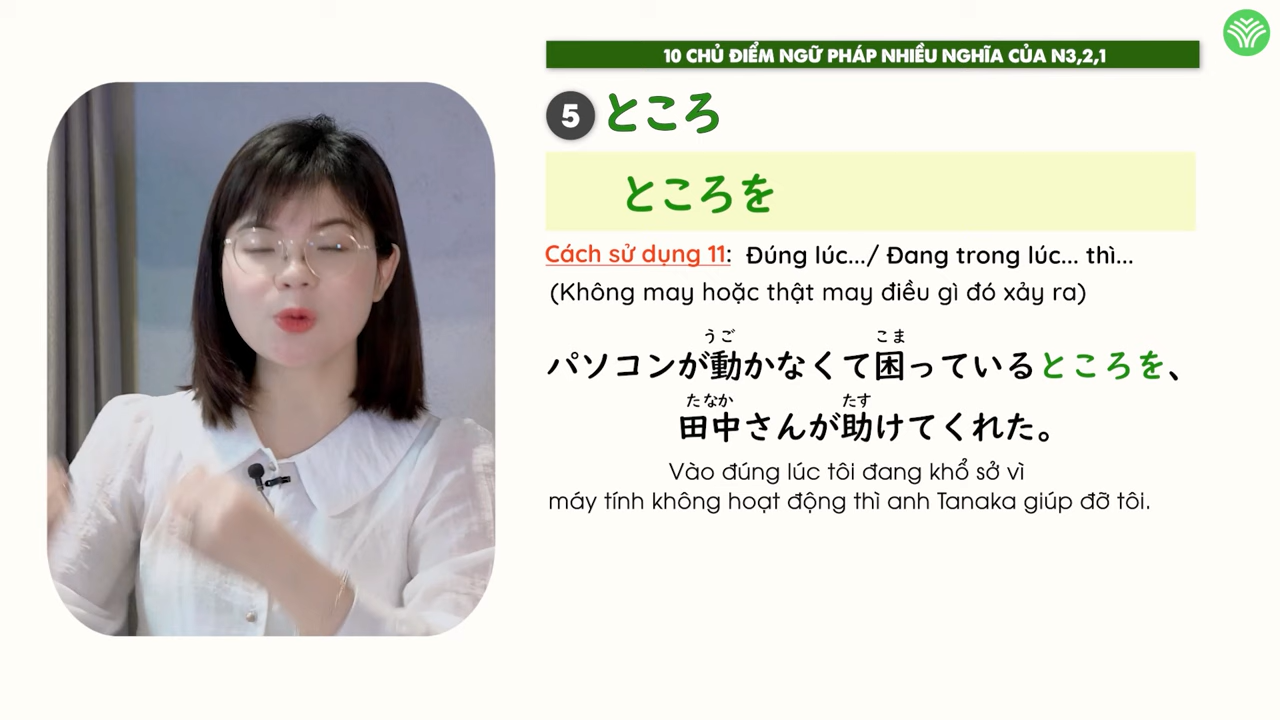 10 CHỦ ĐIỂM NGỮ PHÁP NHIỀU NGHĨA CỦA N3,2,1
5 ところ
ところを
Cách sử dụng 11: Đúng lúc.../ Đang trong lúc... thì...
(Không may hoặc thật may điều gì đó xảy ra)
うご こま
パソコンが動かなくて困っているところを、
たなか たす
田中さんが助けてくれた。
Vào đúng lúc tôi đang khổ sở vì
máy tính không hoạt động thì anh Tanaka giúp đỡ tôi.